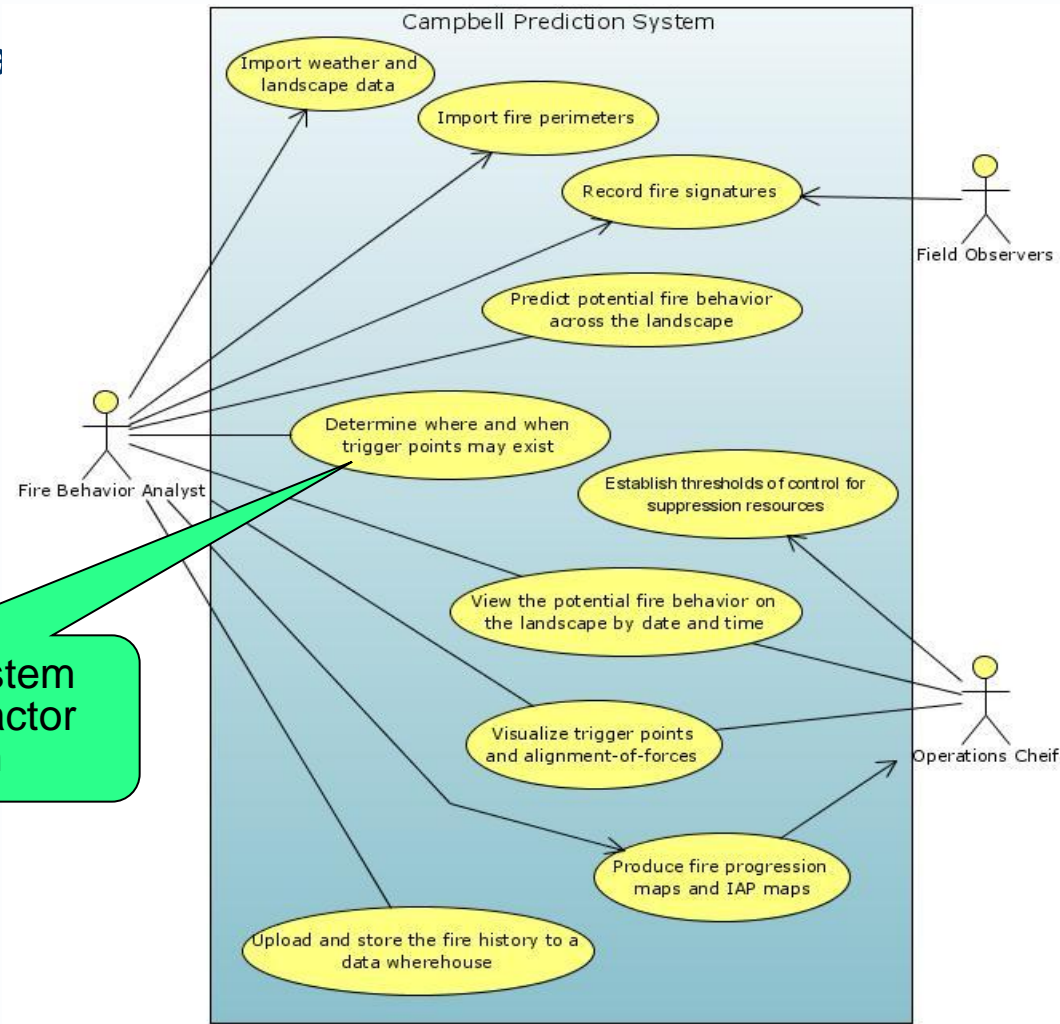 Campbell Prediction System
Import weather and
landscape data
Import fire perimeters
Record fire signatures
Field Observers
Predict potential fire behavior
across the landscape
Determine where and when
trigger points may exist
Fire Behavior Analyst
Establish thresholds of control for
suppression resources
View the potential fire behavior on
the landscape by date and time
stem
actor
Visualize trigger points
and alignment-of-forces
Operations Cheif
Produce fire progression
maps and IAP maps
Upload and store the fire history to a
data wherehouse